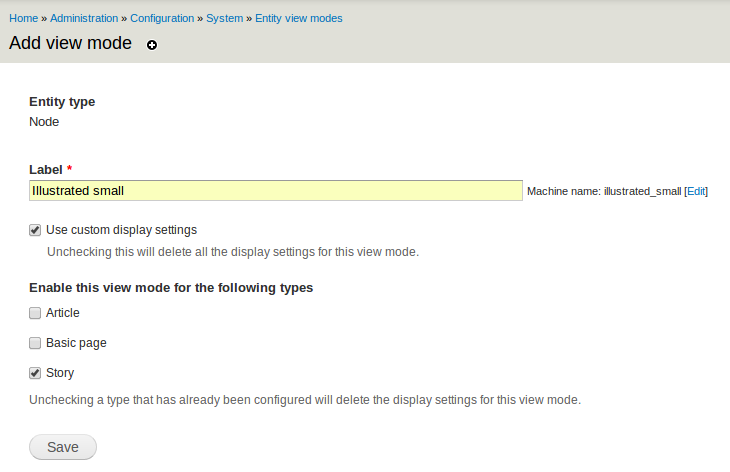 Home » Administration » Configuration » System » Entity view modes
Add view mode
Entity type
Node
Label *
Illustrated small
Machine name: illustrated_small [Edit]
Use custom display settings
Unchecking this will delete all the display settings for this view mode.
Enable this view mode for the following types
Article
Basic page
Story
Unchecking a type that has already been configured will delete the display settings for this view mode.
Save